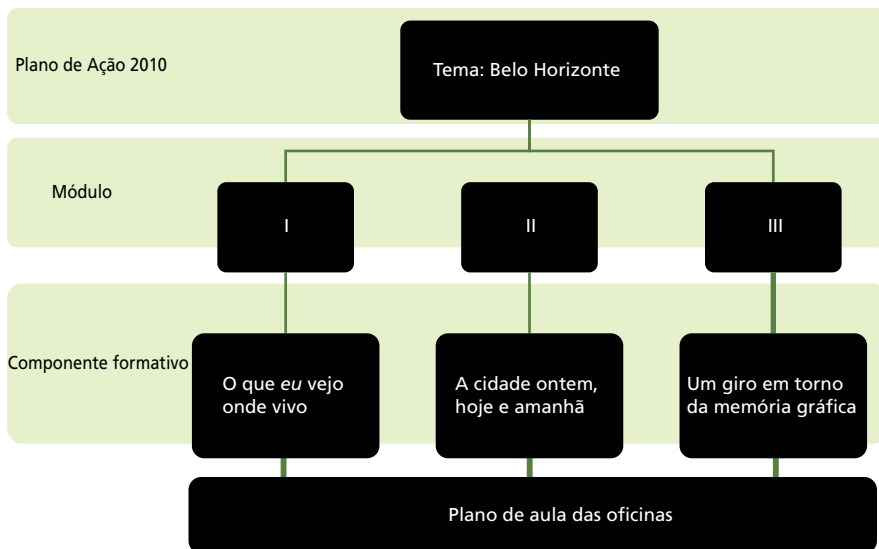 Plano de Ação 2010
Tema: Belo Horizonte
Módulo
I
II
III
Componente formativo
O que eu vejo
onde vivo
A cidade ontem,
hoje e amanhã
Um giro em torno
da memória gráfica
Plano de aula das oficinas